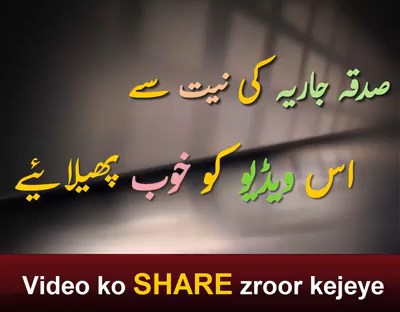 صدقہ جاریہ کی نیت سے
اس ویڈیو کو خوب پھیلائیے
Video ko SHARE zroor kejeye